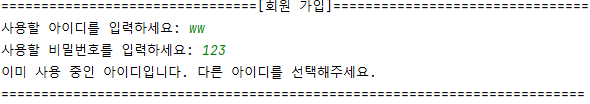 ================================[회원 가입]================================
사용할 아이디를 입력하세요: ww
사용할 비밀번호를 입력하세요: 123
이미 사용 중인 아이디입니다. 다른 아이디를 선택해주세요.
=========================================================================